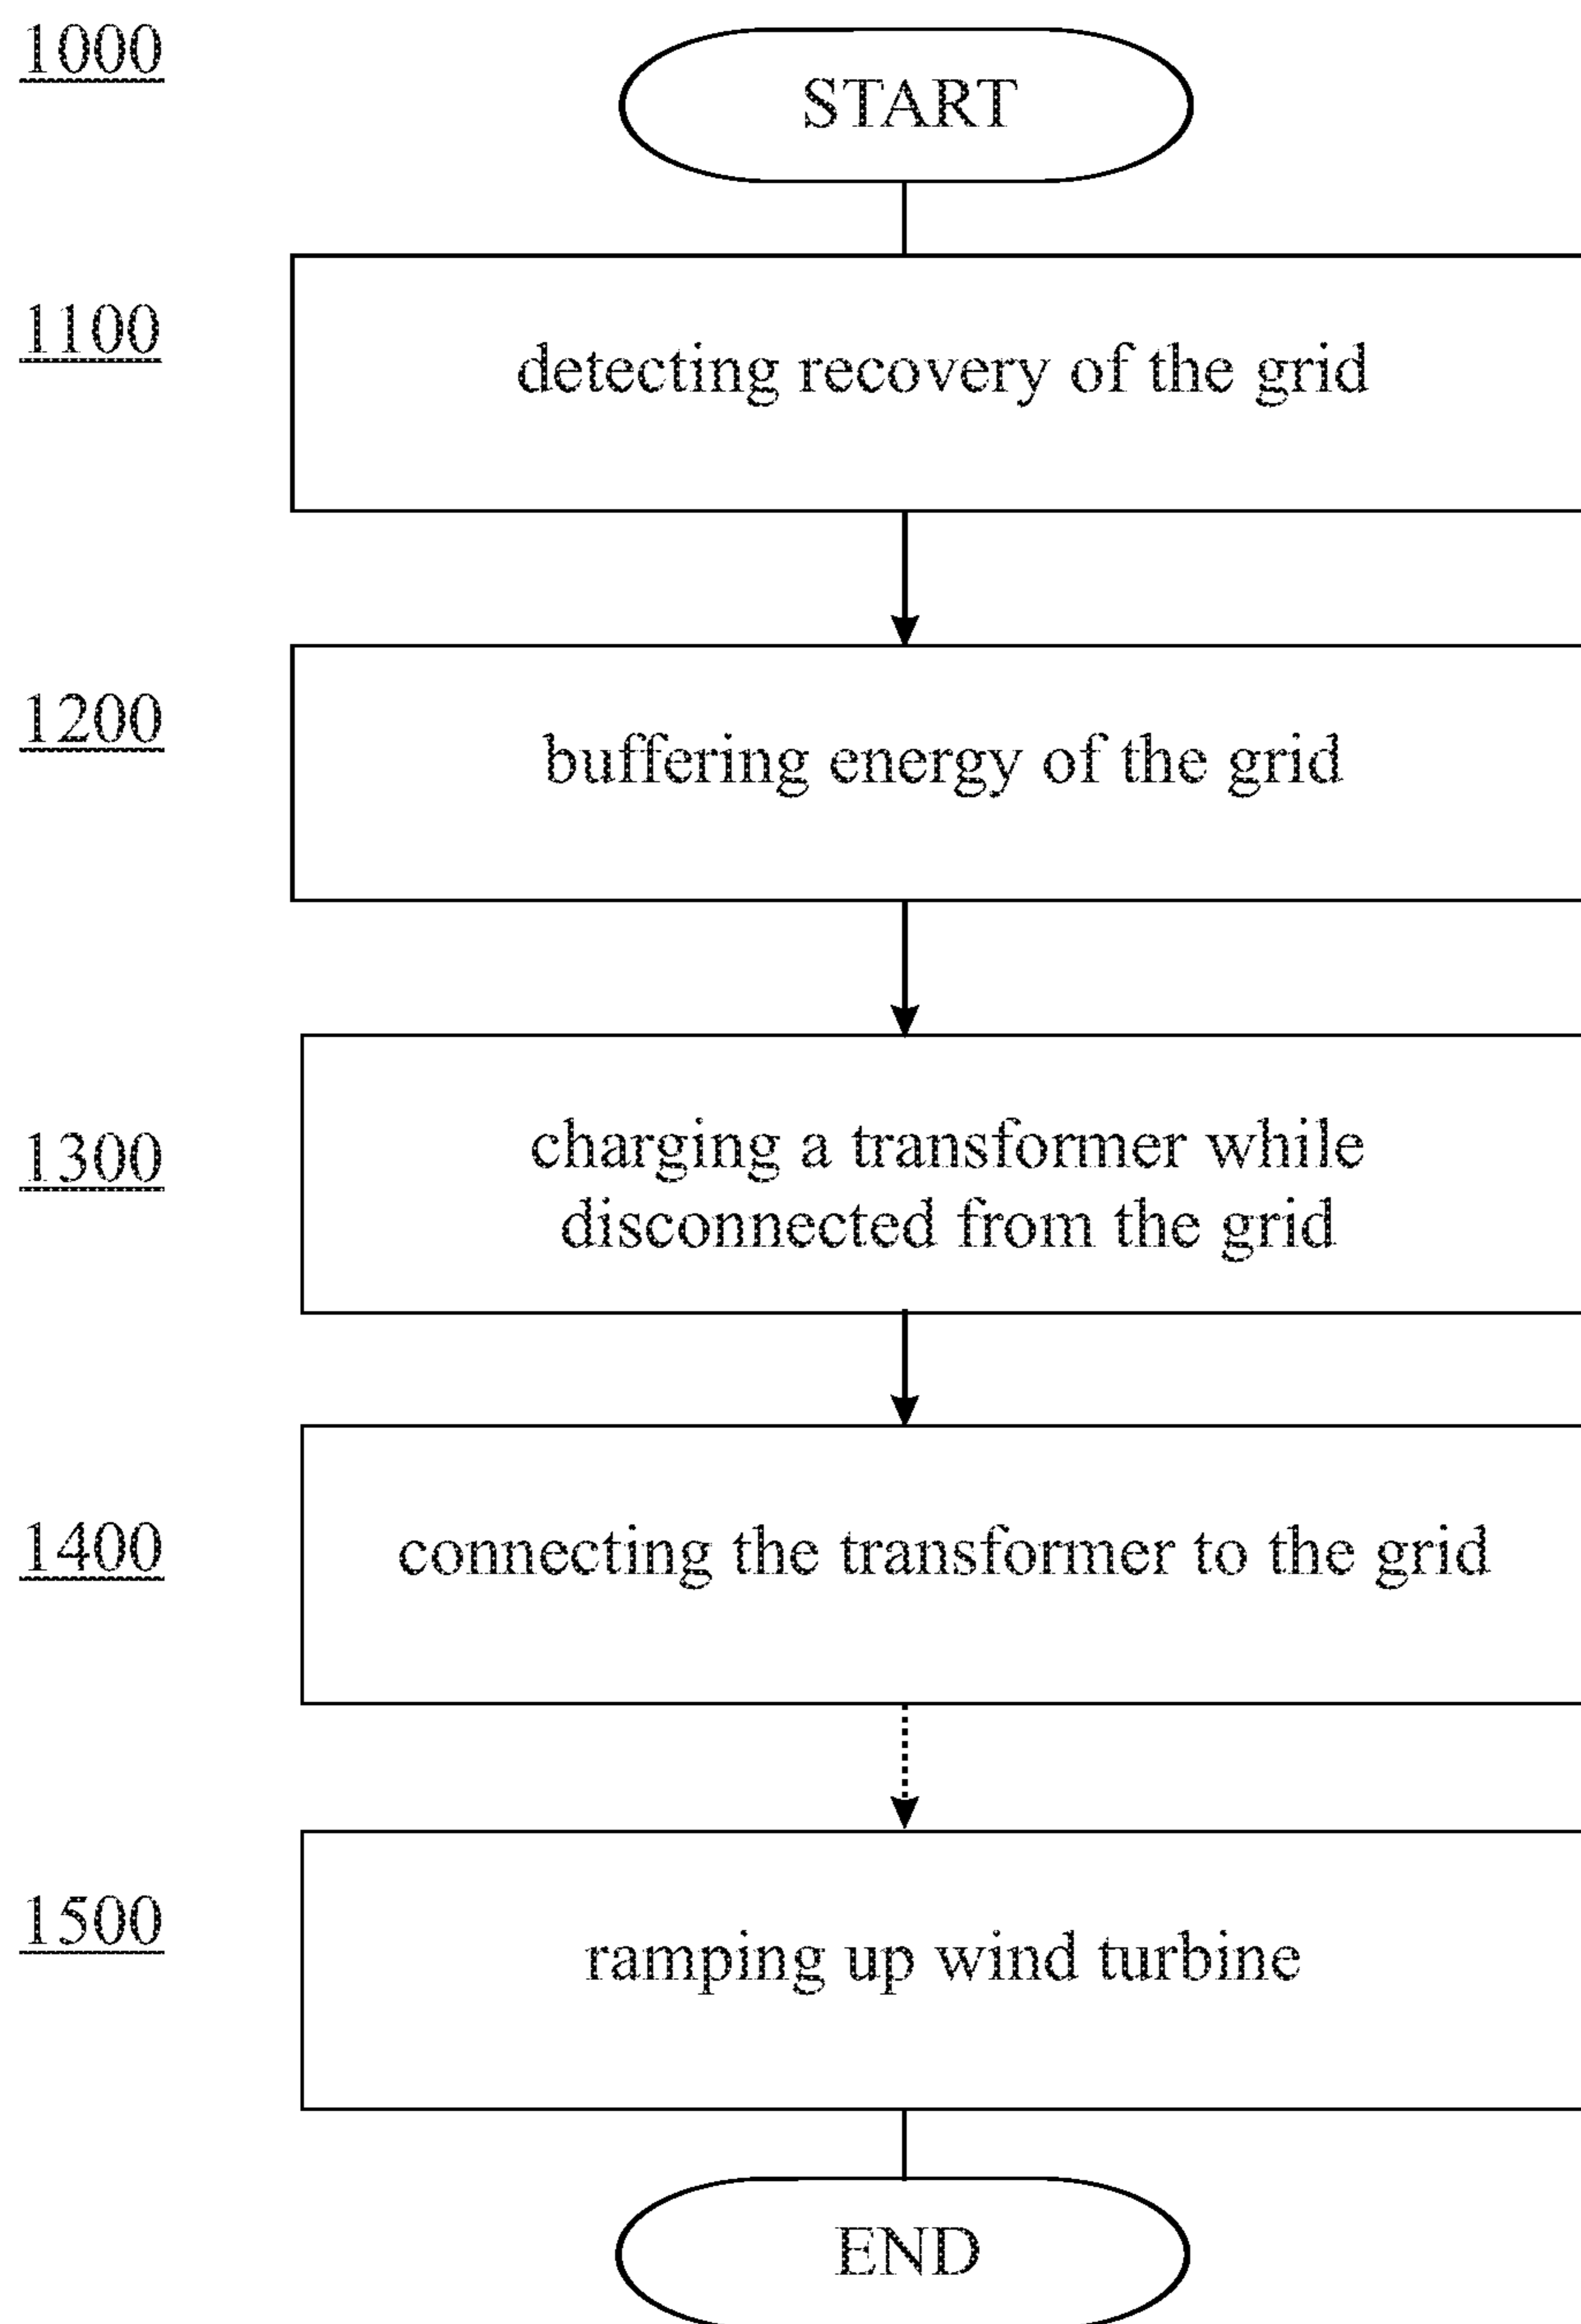 1000
START
1100
detecting recovery of the grid
1200
buffering energy of the grid
1300
charging a transformer while
disconnected from the grid
1400
connecting the transformer to the grid
1500
ramping up wind turbine
END